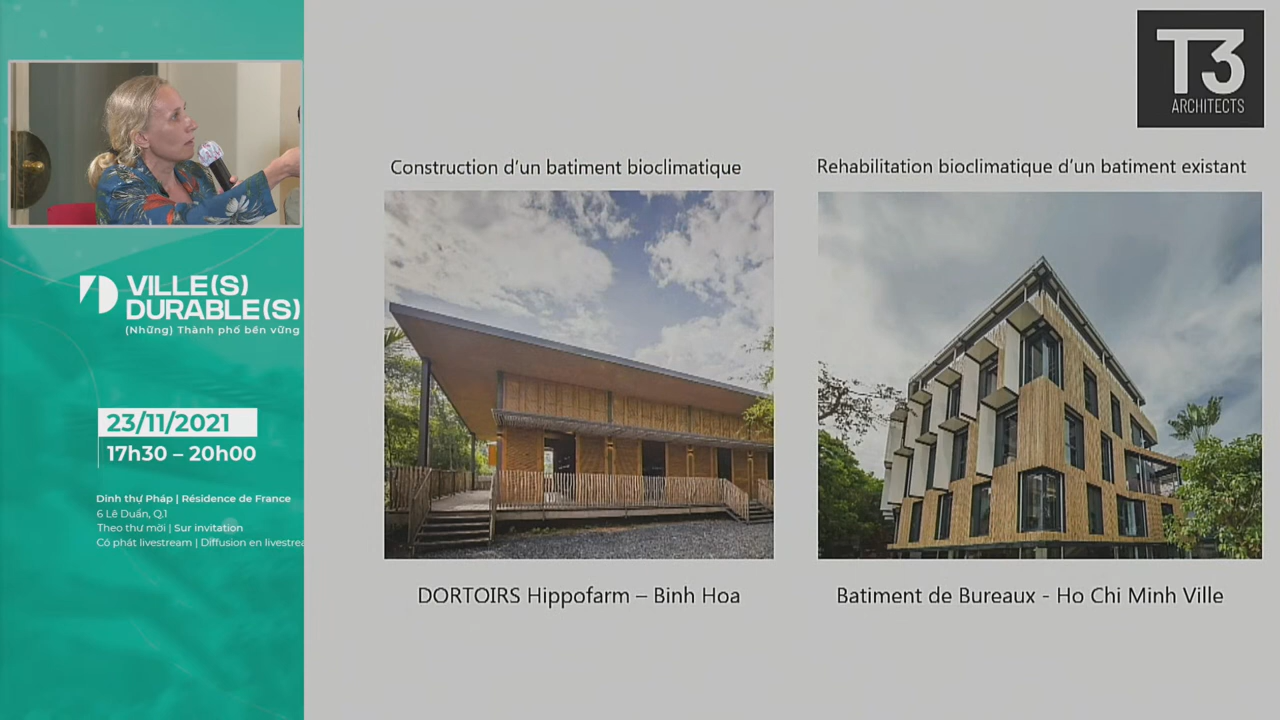 VILLE(S)
DURABLE(S)
(Những) Thành phố bền vững
23/11/2021
17h30 – 20h00
Dinh thự Pháp | Résidence de France
6 Lê Duẩn, Q.1
Theo thư mời | Sur invitation
Có phát livestream | Diffusion en livestrea
T3
ARCHITECTS
Construction d'un batiment bioclimatique
Rehabilitation bioclimatique d'un batiment existant
DORTOIRS Hippofarm – Binh Hoa
Batiment de Bureaux - Ho Chi Minh Ville